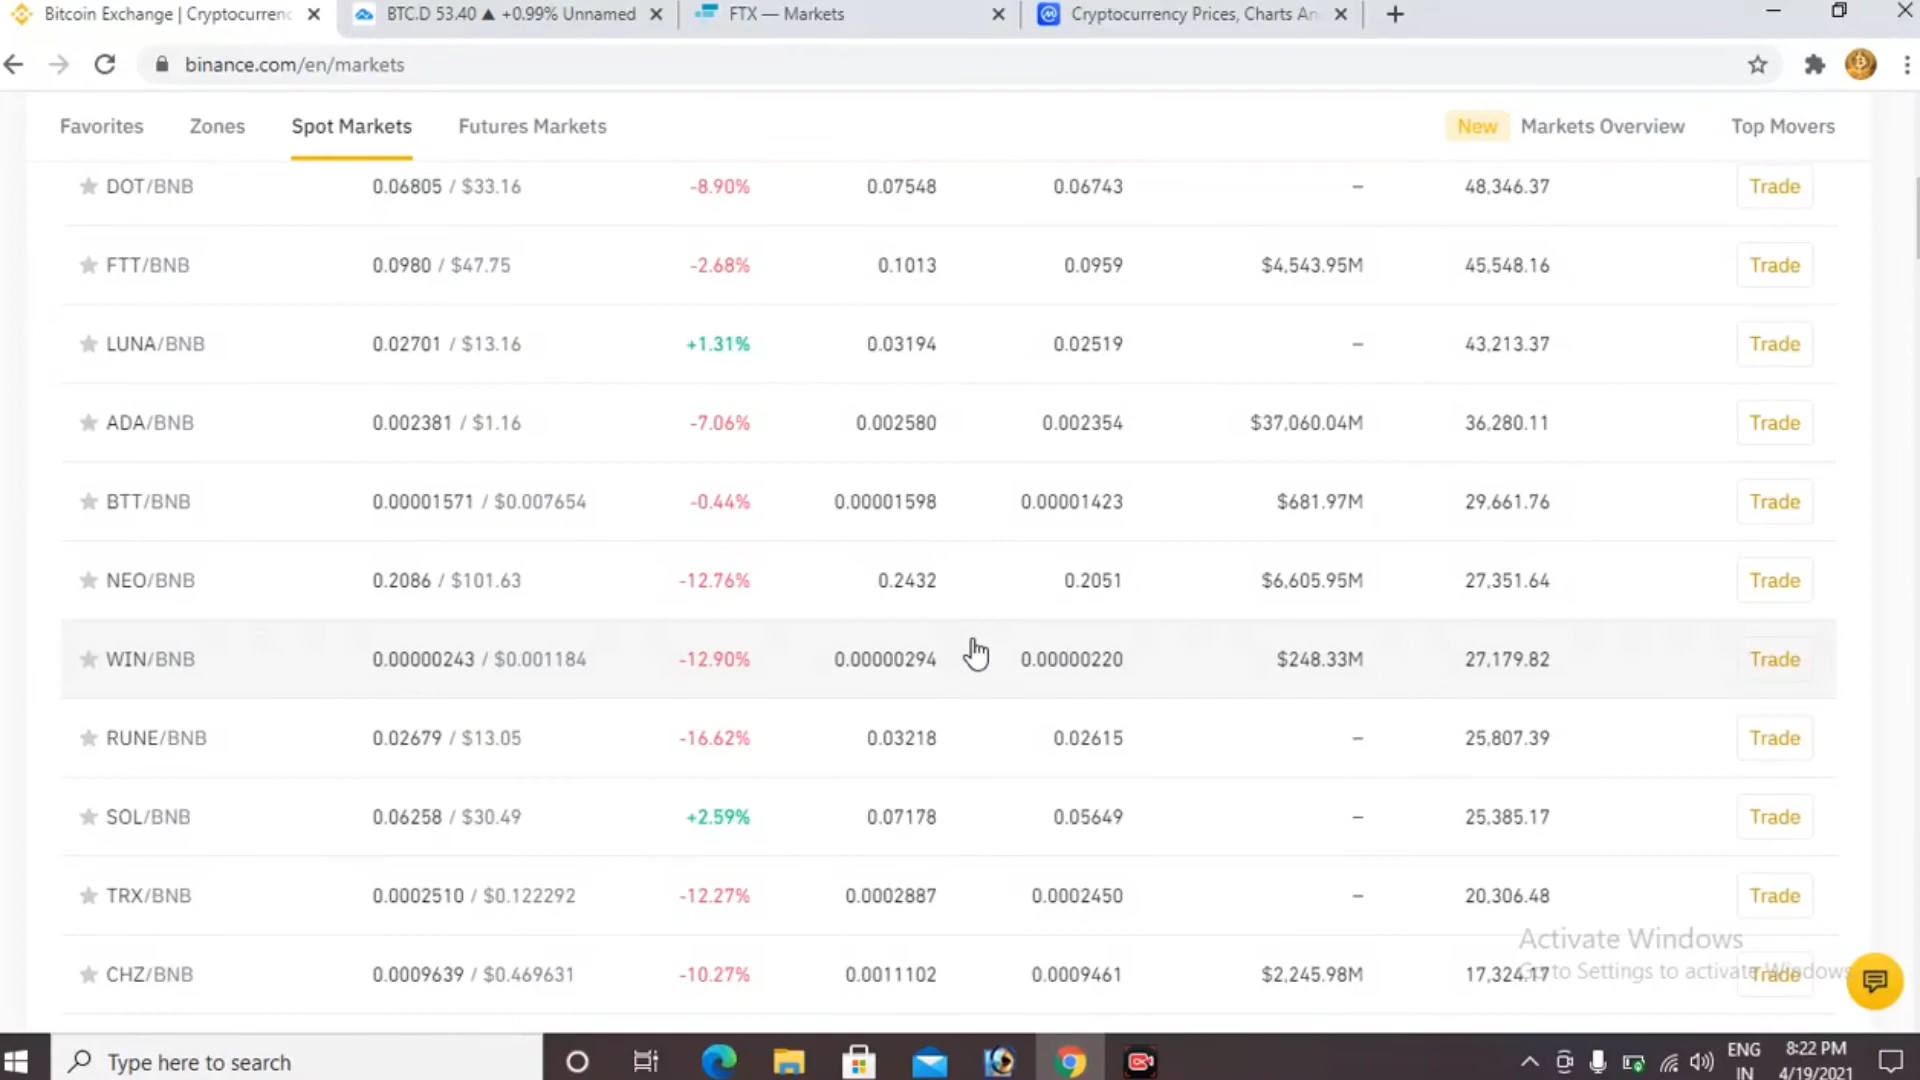 Bitcoin Exchange | Cryptocurrenc
BTC.D 53.40 ▲ +0.99% Unnamed
FTX — Markets
Cryptocurrency Prices, Charts An
binance.com/en/markets
Favorites Zones Spot Markets Futures Markets New Markets Overview Top Movers
DOT/BNB 0.06805 / $33.16 -8.90% 0.07548 0.06743 – 48,346.37 Trade
FTT/BNB 0.0980 / $47.75 -2.68% 0.1013 0.0959 $4,543.95M 45,548.16 Trade
LUNA/BNB 0.02701 / $13.16 +1.31% 0.03194 0.02519 – 43,213.37 Trade
ADA/BNB 0.002381 / $1.16 -7.06% 0.002580 0.002354 $37,060.04M 36,280.11 Trade
BTT/BNB 0.00001571 / $0.007654 -0.44% 0.00001598 0.00001423 $681.97M 29,661.76 Trade
NEO/BNB 0.2086 / $101.63 -12.76% 0.2432 0.2051 $6,605.95M 27,351.64 Trade
WIN/BNB 0.00000243 / $0.001184 -12.90% 0.00000294 0.00000220 $248.33M 27,179.82 Trade
RUNE/BNB 0.02679 / $13.05 -16.62% 0.03218 0.02615 – 25,807.39 Trade
SOL/BNB 0.06258 / $30.49 +2.59% 0.07178 0.05649 – 25,385.17 Trade
TRX/BNB 0.0002510 / $0.122292 -12.27% 0.0002887 0.0002450 – 20,306.48 Trade
Activate Windows
CHZ/BNB 0.0009639 / $0.469631 -10.27% 0.0011102 0.0009461 $2,245.98M 17,324.17 Trade
Go to Settings to activate Windows
Type here to search
ENG
IN
8:22 PM
4/19/2021